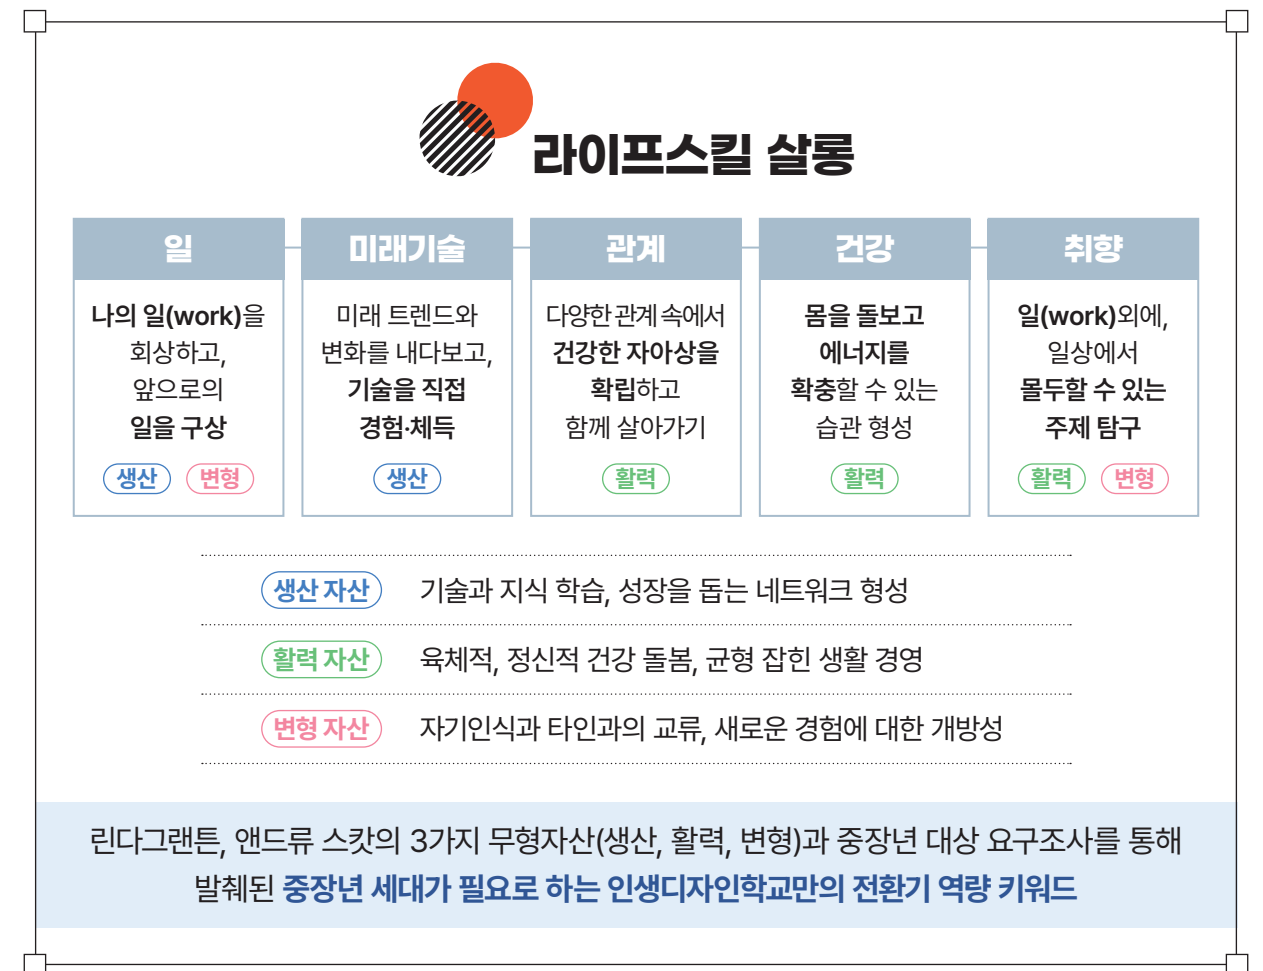 라이프스킬 살롱
일
나의 일(work)을
회상하고,
앞으로의
일을 구상
생산 변형
미래기술
미래 트렌드와
변화를 내다보고,
기술을 직접
경험·체득
생산
관계
다양한 관계 속에서
건강한 자아상을
확립하고
함께 살아가기
활력
건강
몸을 돌보고
에너지를
확충할 수 있는
습관 형성
활력
취향
일(work)외에,
일상에서
몰두할 수 있는
주제 탐구
활력 변형
생산 자산 기술과 지식 학습, 성장을 돕는 네트워크 형성
활력 자산 육체적, 정신적 건강 돌봄, 균형 잡힌 생활 경영
변형 자산 자기인식과 타인과의 교류, 새로운 경험에 대한 개방성
린다그랜튼, 앤드류 스캇의 3가지 무형자산(생산, 활력, 변형)과 중장년 대상 요구조사를 통해
발췌된 중장년 세대가 필요로 하는 인생디자인학교만의 전환기 역량 키워드